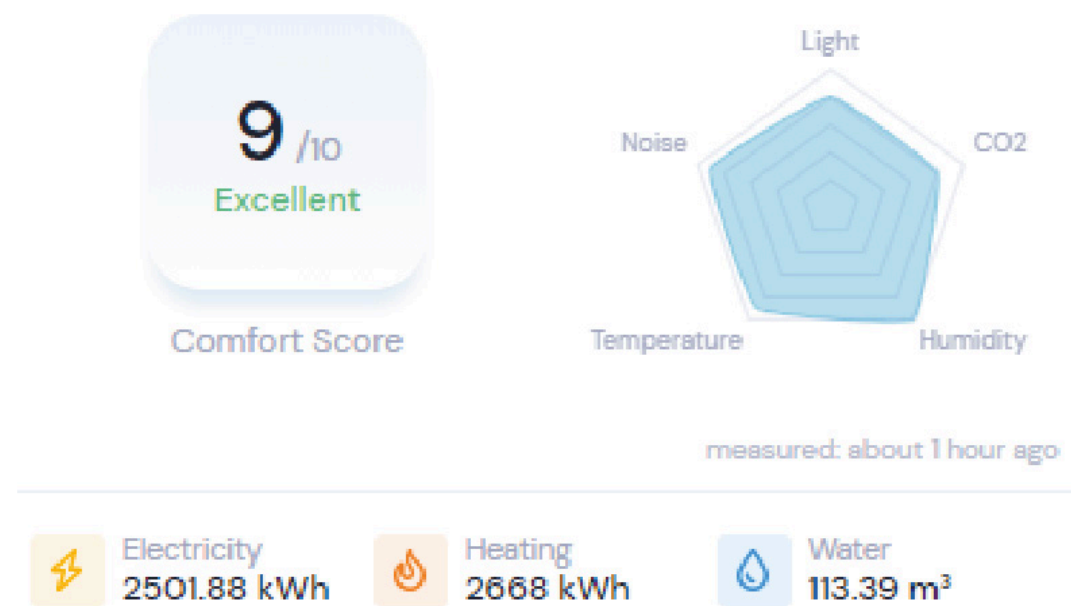 Light
9 /10
Noise
CO2
Excellent
Comfort Score
Temperature
Humidity
measured: about 1 hour ago
Electricity
2501.88 kWh
Heating
2668 kWh
Water
113.39 m³